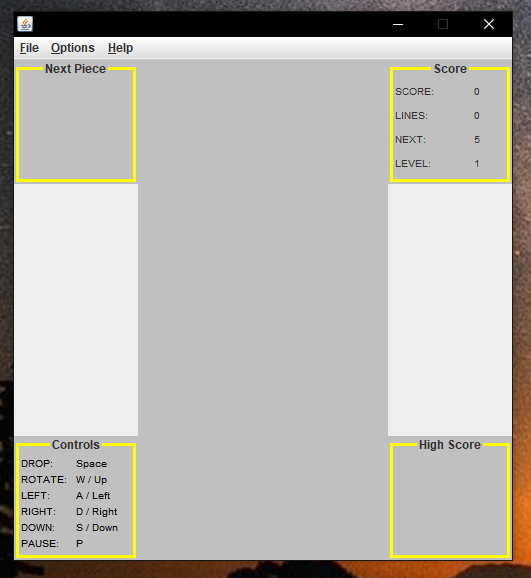 File Options Help
Next Piece
Score
SCORE: 0
LINES: 0
NEXT: 5
LEVEL: 1
Controls
DROP: Space
ROTATE: W / Up
LEFT: A / Left
RIGHT: D / Right
DOWN: S / Down
PAUSE: P
High Score